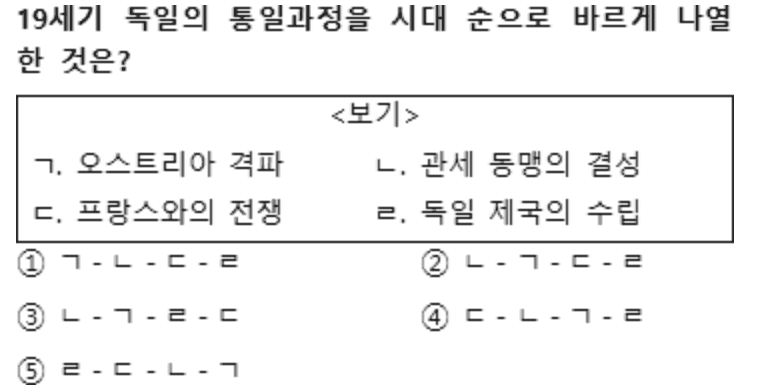 19세기 독일의 통일과정을 시대 순으로 바르게 나열
한 것은?
<보기>
ㄱ. 오스트리아 격파 ㄴ. 관세 동맹의 결성
ㄷ. 프랑스와의 전쟁 ㄹ. 독일 제국의 수립
① ㄱ - ㄴ - ㄷ - ㄹ ② ㄴ - ㄱ - ㄷ - ㄹ
③ ㄴ - ㄱ - ㄹ - ㄷ ④ ㄷ - ㄴ - ㄱ - ㄹ
⑤ ㄹ - ㄷ - ㄴ - ㄱ